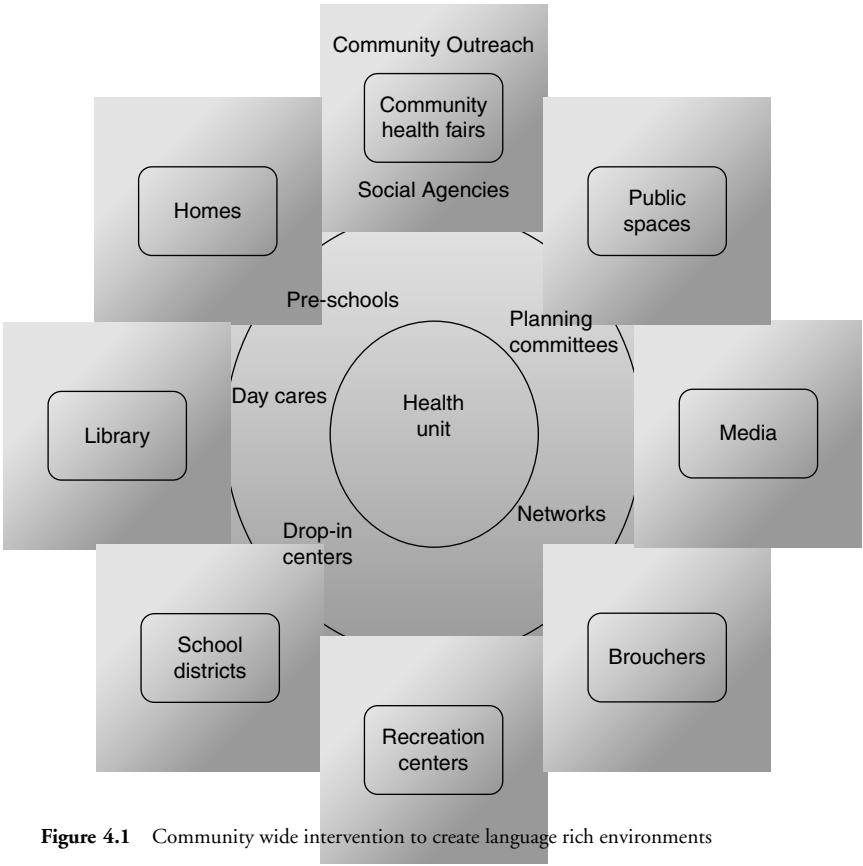 Community Outreach
Community
health fairs
Social Agencies
Homes
Public
spaces
Pre-schools
Planning
committees
Day cares
Health
unit
Library
Media
Networks
Drop-in
centers
School
districts
Brouchers
Recreation
centers
Figure 4.1 Community wide intervention to create language rich environments